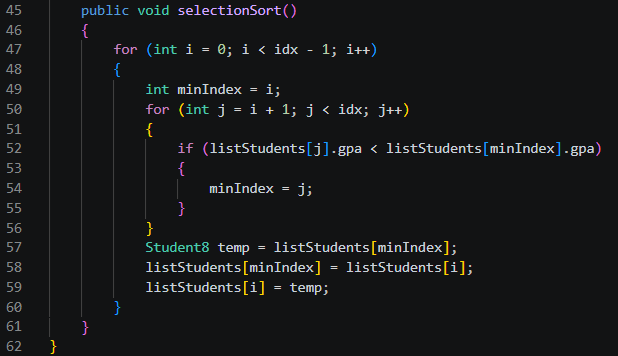 45 public void selectionSort()
46 {
47 for (int i = 0; i < idx - 1; i++)
48 {
49 int minIndex = i;
50 for (int j = i + 1; j < idx; j++)
51 {
52 if (listStudents[j].gpa < listStudents[minIndex].gpa)
53 {
54 minIndex = j;
55 }
56 }
57 Student8 temp = listStudents[minIndex];
58 listStudents[minIndex] = listStudents[i];
59 listStudents[i] = temp;
60 }
61 }
62 }